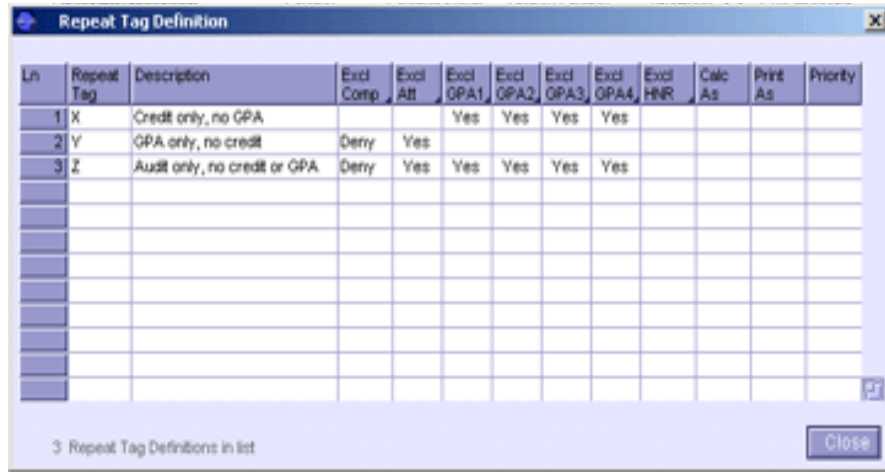 Repeat Tag Definition
Ln Repeat Tag Description Excl Comp Excl Att Excl GPA1 Excl GPA2 Excl GPA3 Excl GPA4 Excl HNR Calc As Print As Priority
1 X Credit only, no GPA Yes Yes Yes Yes
2 Y GPA only, no credit Deny Yes
3 Z Audit only, no credit or GPA Deny Yes Yes Yes Yes Yes
3 Repeat Tag Definitions in list
Close